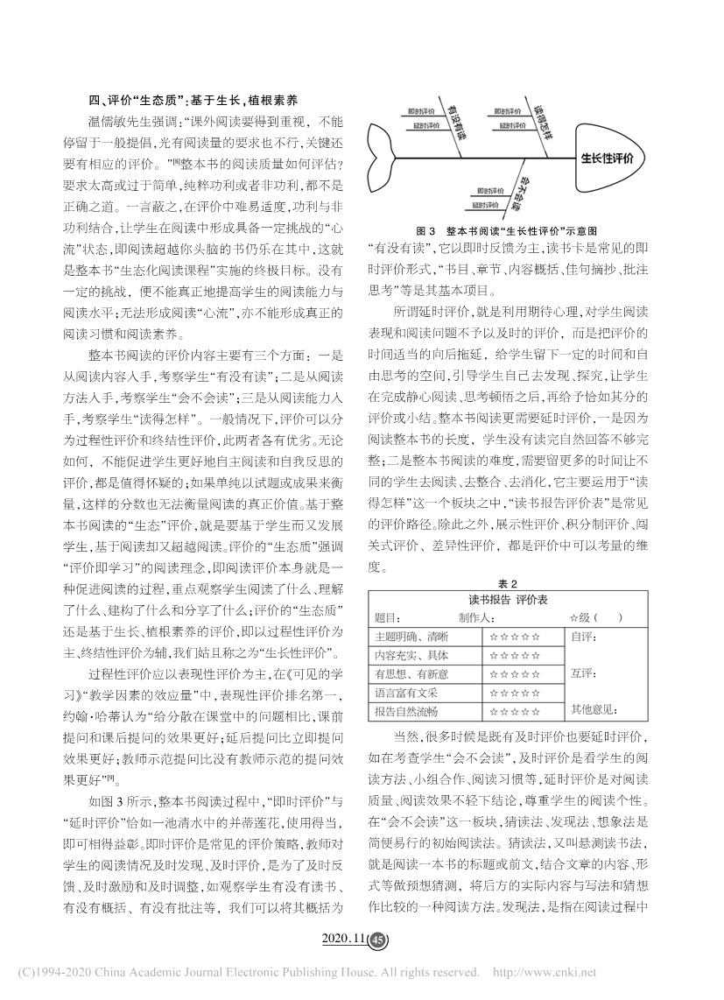 四、评价“生态质”:基于生长,植根素养
温儒敏先生强调:“课外阅读要得到重视，不能
停留于一般提倡,光有阅读量的要求也不行,关键还
要有相应的评价。”整本书的阅读质量如何评估?
要求太高或过于简单,纯粹功利或者非功利,都不是
正确之道。一言蔽之,在评价中难易适度,功利与非
功利结合,让学生在阅读中形成具备一定挑战的“心
流”状态,即阅读超越你头脑的书仍乐在其中,这就
是整本书“生态化阅读课程”实施的终极目标。没有
一定的挑战，便不能真正地提高学生的阅读能力与
阅读水平;无法形成阅读“心流”,亦不能形成真正的
阅读习惯和阅读素养。
整本书阅读的评价内容主要有三个方面：一是
从阅读内容入手,考察学生“有没有读”;二是从阅读
方法入手,考察学生“会不会读”;三是从阅读能力入
手,考察学生“读得怎样”。一般情况下,评价可以分
为过程性评价和终结性评价,此两者各有优劣。无论
如何，不能促进学生更好地自主阅读和自我反思的
评价,都是值得怀疑的;如果单纯以试题或成果来衡
量,这样的分数也无法衡量阅读的真正价值。基于整
本书阅读的“生态”评价,就是要基于学生而又发展
学生,基于阅读却又超越阅读。评价的“生态质”强调
“评价即学习”的阅读理念,即阅读评价本身就是一
种促进阅读的过程,重点观察学生阅读了什么、理解
了什么、建构了什么和分享了什么;评价的“生态质”
还是基于生长、植根素养的评价,即以过程性评价为
主、终结性评价为辅,我们姑且称之为“生长性评价”。
过程性评价应以表现性评价为主,在《可见的学
习》“教学因素的效应量”中,表现性评价排名第一,
约翰·哈蒂认为“给分散在课堂中的问题相比,课前
提问和课后提问的效果更好;延后提问比立即提问
效果更好;教师示范提问比没有教师示范的提问效
果更好”。
如图 3 所示,整本书阅读过程中,“即时评价”与
“延时评价”恰如一池清水中的并蒂莲花,使用得当,
即可相得益彰。即时评价是常见的评价策略,教师对
学生的阅读情况及时发现、及时评价,是为了及时反
馈、及时激励和及时调整,如观察学生有没有读书、
有没有概括、有没有批注等，我们可以将其概括为
即时评价
延时评价
有没有读
即时评价
延时评价
读得怎样
生长性评价
即时评价
延时评价
会不会读
图 3 整本书阅读“生长性评价”示意图
“有没有读”,它以即时反馈为主,读书卡是常见的即
时评价形式,“书目、章节、内容概括、佳句摘抄、批注
思考”等是其基本项目。
所谓延时评价,就是利用期待心理,对学生阅读
表现和阅读问题不予以及时的评价，而是把评价的
时间适当的向后拖延，给学生留下一定的时间和自
由思考的空间,引导学生自己去发现、探究,让学生
在完成静心阅读、思考顿悟之后,再给予恰如其分的
评价或小结。整本书阅读更需要延时评价,一是因为
阅读整本书的长度，学生没有读完自然回答不够完
整;二是整本书阅读的难度,需要留更多的时间让不
同的学生去阅读、去整合、去消化,它主要运用于“读
得怎样”这一个板块之中,“读书报告评价表”是常见
的评价路径。除此之外,展示性评价、积分制评价、闯
关式评价、差异性评价，都是评价中可以考量的维
度。
表 2
读书报告 评价表
题目： 制作人： ☆级（ ）
主题明确、清晰 ☆☆☆☆☆ 自评：
内容充实、具体 ☆☆☆☆☆
有思想、有新意 ☆☆☆☆☆ 互评：
语言富有文采 ☆☆☆☆☆
报告自然流畅 ☆☆☆☆☆ 其他意见：
当然,很多时候是既有及时评价也要延时评价,
如在考查学生“会不会读”,及时评价是看学生的阅
读方法、小组合作、阅读习惯等,延时评价是对阅读
质量、阅读效果不轻下结论,尊重学生的阅读个性。
在“会不会读”这一板块,猜读法、发现法、想象法是
简便易行的初始阅读法。猜读法,又叫悬测读书法,
就是阅读一本书的标题或前文,结合文章的内容、形
式等做预想猜测，将后方的实际内容与写法和猜想
作比较的一种阅读方法。发现法,是指在阅读过程中
2020.11 45
(C)1994-2020 China Academic Journal Electronic Publishing House. All rights reserved. http://www.cnki.net